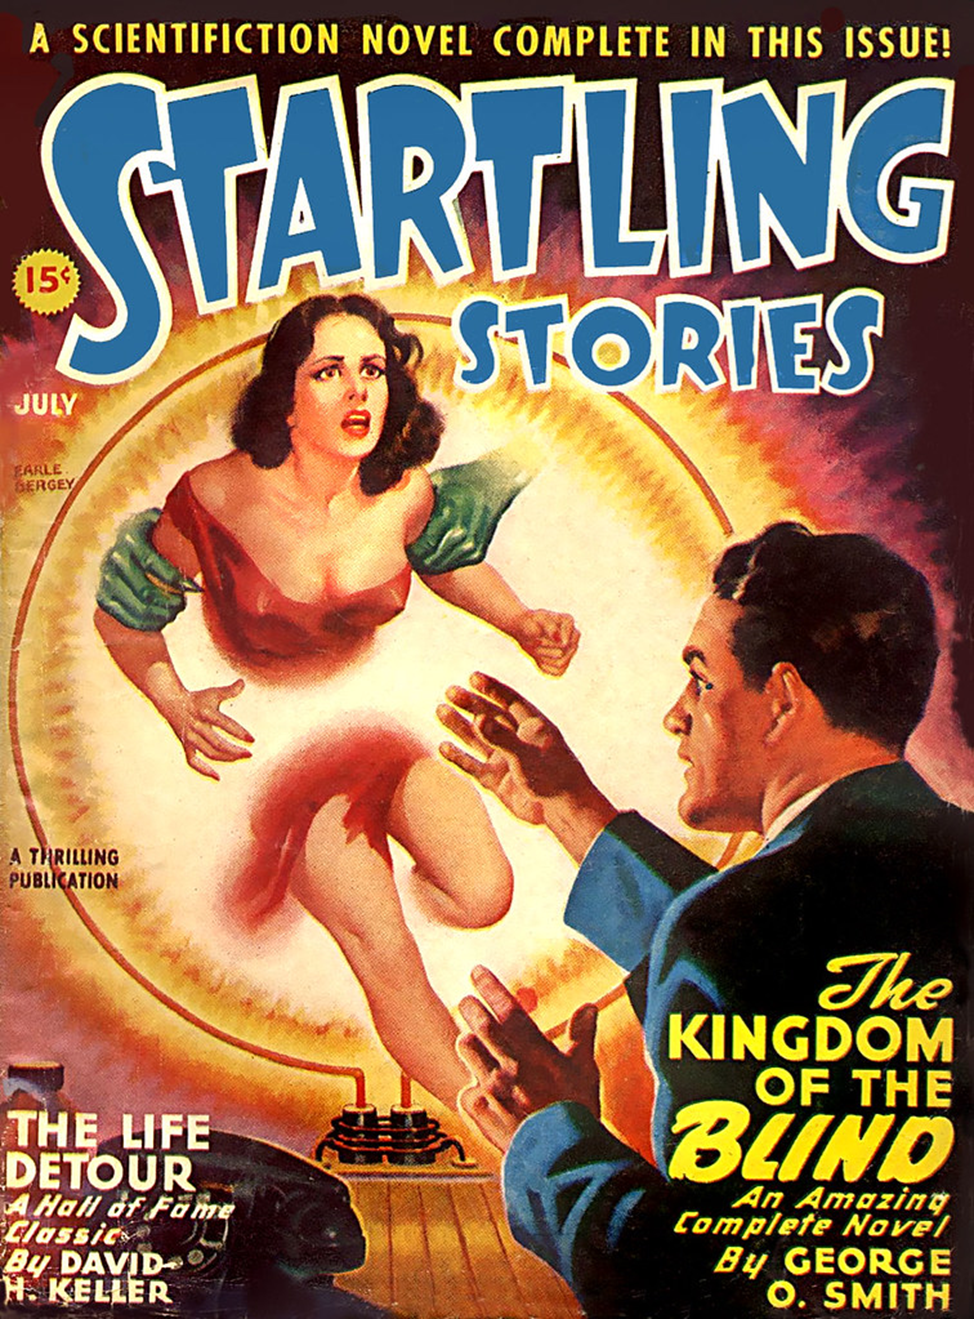 A SCIENTIFICTION NOVEL COMPLETE IN THIS ISSUE!
STARTLING
STORIES
15¢
JULY
EARLE
BERGEY
A THRILLING
PUBLICATION
The
KINGDOM
OF THE
BLIND
An Amazing
Complete Novel
By GEORGE
O. SMITH
THE LIFE
DETOUR
A Hall of Fame
Classic
By DAVID
H. KELLER